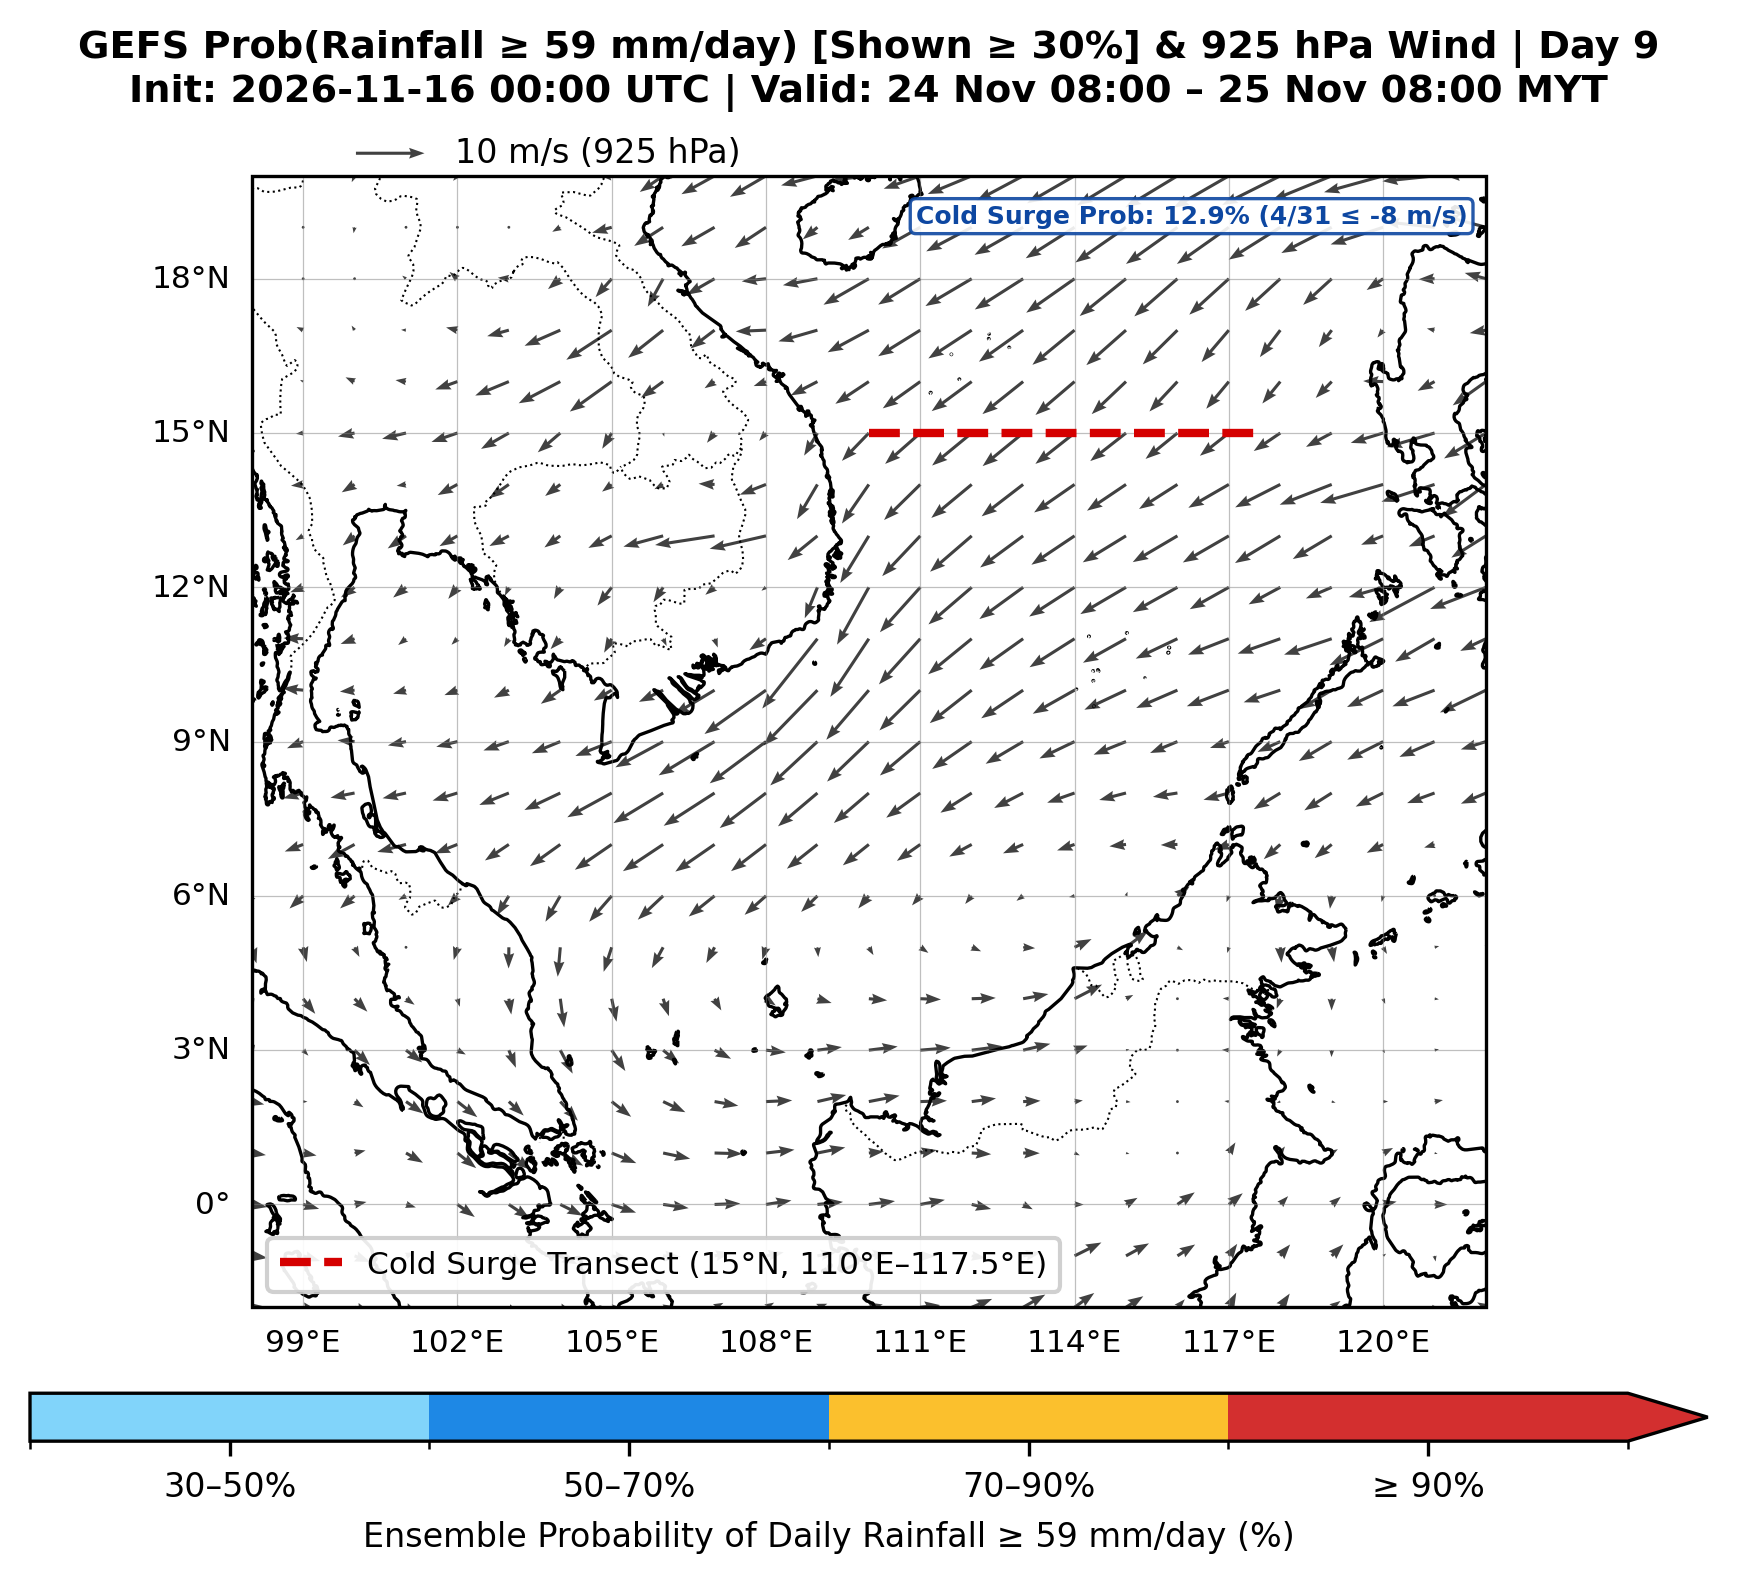 GEFS Prob(Rainfall ≥ 59 mm/day) [Shown ≥ 30%] & 925 hPa Wind | Day 9
Init: 2026-11-16 00:00 UTC | Valid: 24 Nov 08:00 – 25 Nov 08:00 MYT
10 m/s (925 hPa)
Cold Surge Prob: 12.9% (4/31 ≤ -8 m/s)
18°N
15°N
12°N
9°N
6°N
3°N
0°
Cold Surge Transect (15°N, 110°E–117.5°E)
99°E 102°E 105°E 108°E 111°E 114°E 117°E 120°E
30–50% 50–70% 70–90% ≥ 90%
Ensemble Probability of Daily Rainfall ≥ 59 mm/day (%)